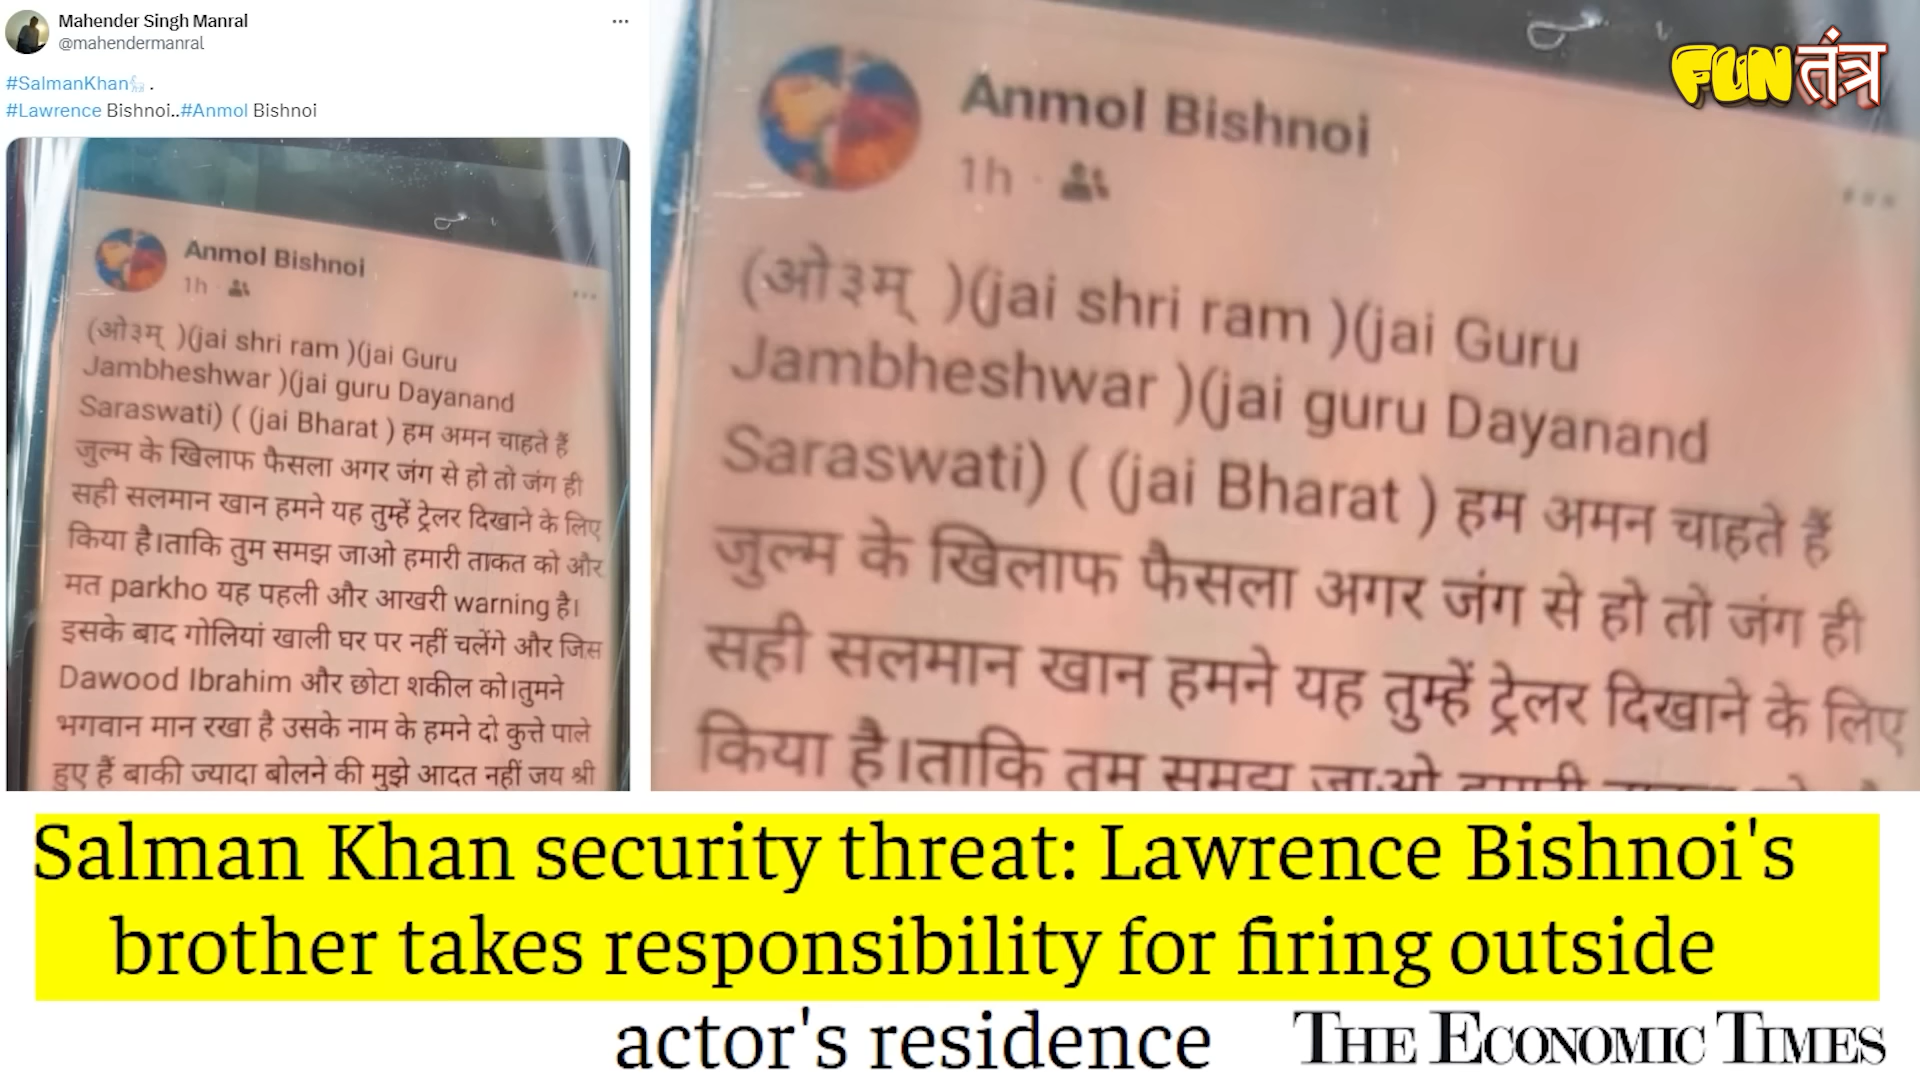 Mahender Singh Manral
@mahendermanral
#SalmanKhan .
#Lawrence Bishnoi..#Anmol Bishnoi
Anmol Bishnoi
1h
(ओ३म् )(jai shri ram )(jai Guru
Jambheshwar )(jai guru Dayanand
Saraswati) ( (jai Bharat ) हम अमन चाहते हैं
जुल्म के खिलाफ फैसला अगर जंग से हो तो जंग ही
सही सलमान खान हमने यह तुम्हें ट्रेलर दिखाने के लिए
किया है।ताकि तुम समझ जाओ हमारी ताकत को और
मत parkho यह पहली और आखरी warning है।
इसके बाद गोलियां खाली घर पर नहीं चलेंगे और जिस
Dawood Ibrahim और छोटा शकील को।तुमने
भगवान मान रखा है उसके नाम के हमने दो कुत्ते पाले
हुए हैं बाकी ज्यादा बोलने की मुझे आदत नहीं जय श्री
Anmol Bishnoi
1h
(ओ३म् )(jai shri ram )(jai Guru
Jambheshwar )(jai guru Dayanand
Saraswati) ( (jai Bharat ) हम अमन चाहते हैं
जुल्म के खिलाफ फैसला अगर जंग से हो तो जंग ही
सही सलमान खान हमने यह तुम्हें ट्रेलर दिखाने के लिए
किया है।ताकि तुम समझ जाओ हमारी
FUNतंत्र
Salman Khan security threat: Lawrence Bishnoi's
brother takes responsibility for firing outside
actor's residence
THE ECONOMIC TIMES